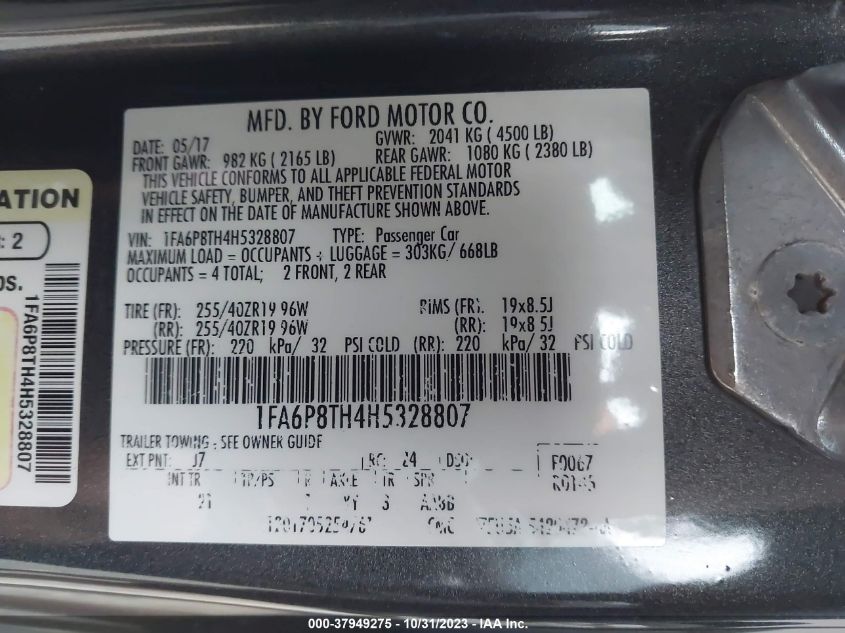 MFD. BY FORD MOTOR CO.
DATE: 05/17 GVWR: 2041 KG ( 4500 LB)
FRONT GAWR: 982 KG ( 2165 LB) REAR GAWR: 1080 KG ( 2380 LB)
THIS VEHICLE CONFORMS TO ALL APPLICABLE FEDERAL MOTOR
VEHICLE SAFETY, BUMPER, AND THEFT PREVENTION STANDARDS
IN EFFECT ON THE DATE OF MANUFACTURE SHOWN ABOVE.
VIN: 1FA6P8TH4H5328807 TYPE: Passenger Car
MAXIMUM LOAD = OCCUPANTS + LUGGAGE = 303KG/ 668LB
OCCUPANTS = 4 TOTAL; 2 FRONT, 2 REAR
TIRE (FR): 255/40ZR19 96W RIMS (FR): 19x8.5J
(RR): 255/40ZR19 96W (RR): 19x8.5J
PRESSURE (FR): 220 kPa/ 32 PSI COLD (RR): 220 kPa/ 32 PSI COLD
1FA6P8TH4H5328807
TRAILER TOWING - SEE OWNER GUIDE
EXT PNT: J7
INT TR
ATION
: 2
1FA6P8TH4H5328807
000-37949275 - 10/31/2023 - IAA Inc.